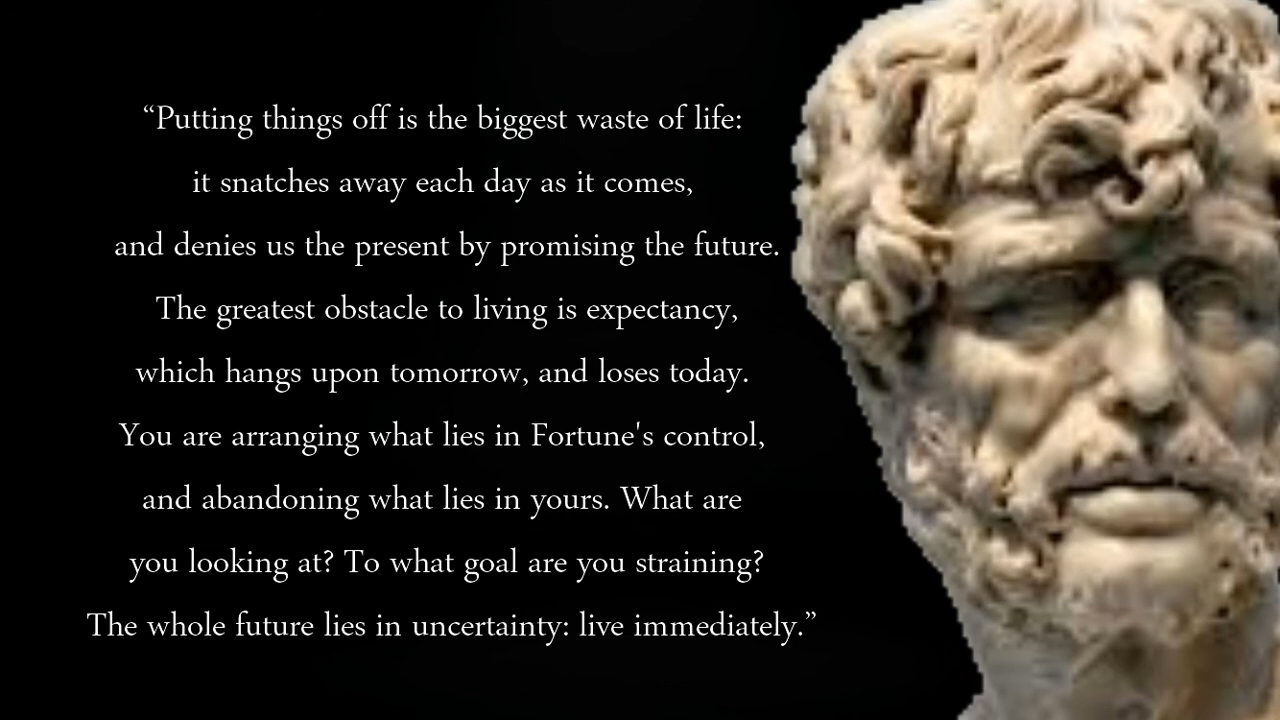 “Putting things off is the biggest waste of life:
it snatches away each day as it comes,
and denies us the present by promising the future.
The greatest obstacle to living is expectancy,
which hangs upon tomorrow, and loses today.
You are arranging what lies in Fortune's control,
and abandoning what lies in yours. What are
you looking at? To what goal are you straining?
The whole future lies in uncertainty: live immediately.”